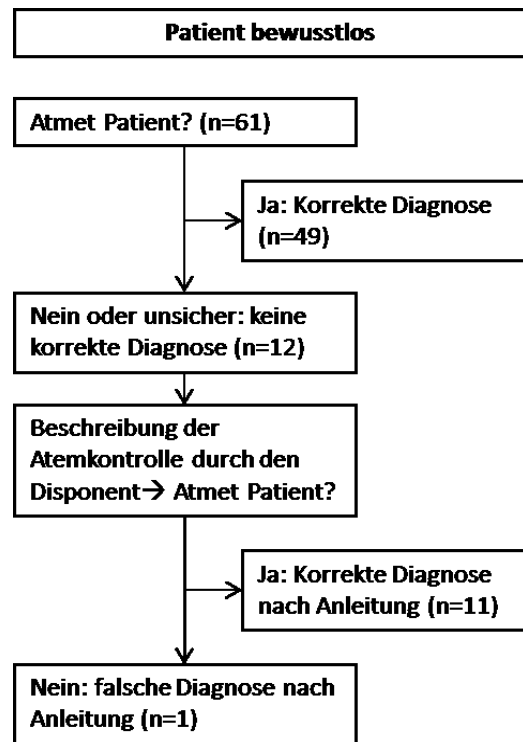 Patient bewusstlos
Atmet Patient? (n=61)
Ja: Korrekte Diagnose
(n=49)
Nein oder unsicher: keine
korrekte Diagnose (n=12)
Beschreibung der
Atemkontrolle durch den
Disponent→ Atmet Patient?
Ja: Korrekte Diagnose
nach Anleitung (n=11)
Nein: falsche Diagnose nach
Anleitung (n=1)